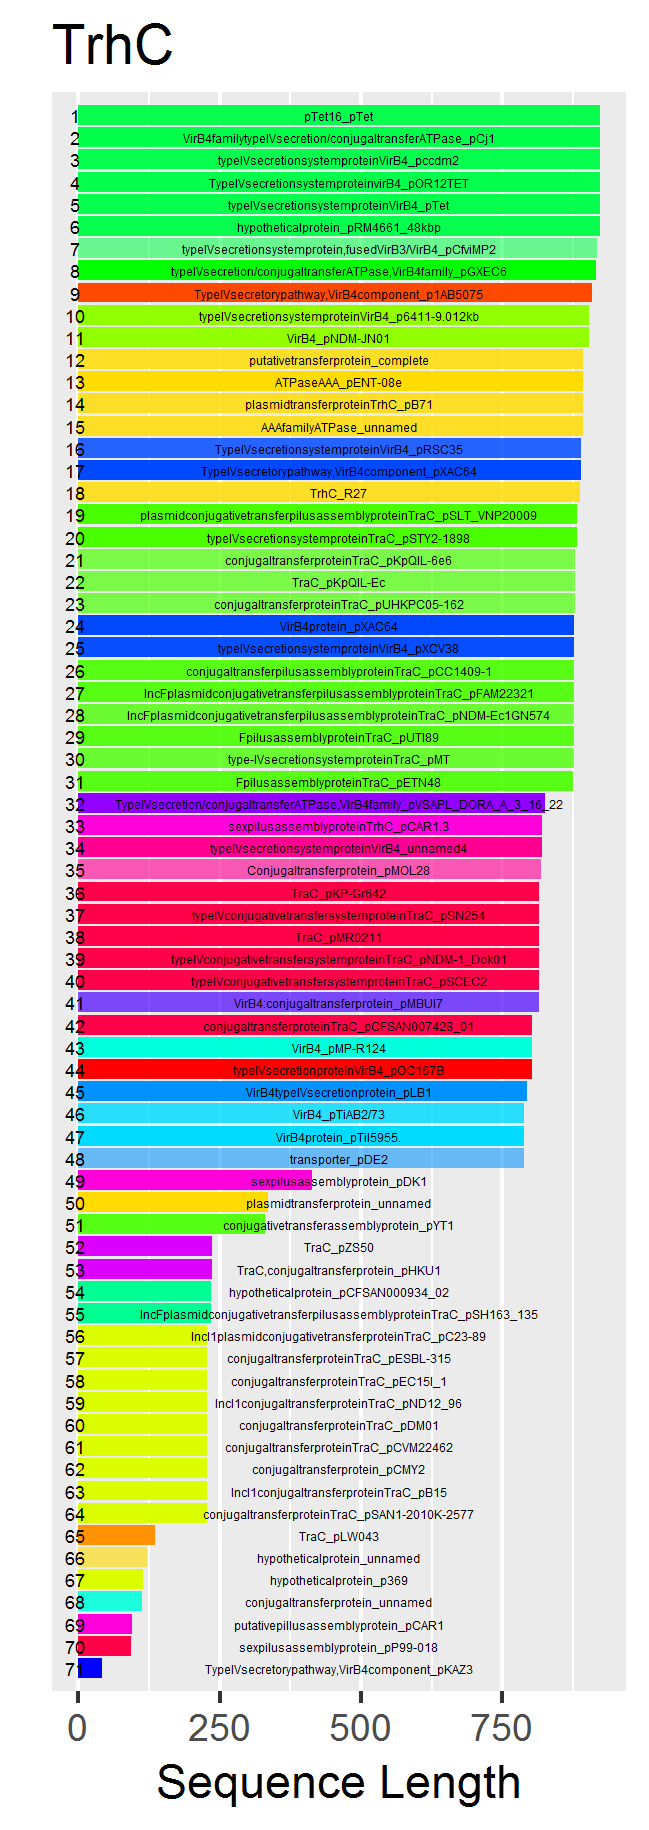 TrhC
1 pTet16_pTet
2 VirB4familytypeIVsecretion/conjugaltransferATPase_pCj1
3 typeIVsecretionsystemproteinVirB4_pccdm2
4 TypeIVsecretionsystemproteinvirB4_pOR12TET
5 typeIVsecretionsystemproteinVirB4_pTet
6 hypotheticalprotein_pRM4661_48kbp
7 typeIVsecretionsystemprotein,fusedVirB3/VirB4_pCfviMP2
8 typeIVsecretion/conjugaltransferATPase,VirB4family_pGXEC6
9 TypeIVsecretorypathway,VirB4component_p1AB5075
10 typeIVsecretionsystemproteinVirB4_p6411-9.012kb
11 VirB4_pNDM-JN01
12 putativetransferprotein_complete
13 ATPaseAAA_pENT-08e
14 plasmidtransferproteinTrhC_pB71
15 AAAfamilyATPase_unnamed
16 TypeIVsecretionsystemproteinVirB4_pRSC35
17 TypeIVsecretorypathway,VirB4component_pXAC64
18 TrhC_R27
19 plasmidconjugativetransferpilusassemblyproteinTraC_pSLT_VNP20009
20 typeIVsecretionsystemproteinTraC_pSTY2-1898
21 conjugaltransferproteinTraC_pKpQIL-6e6
22 TraC_pKpQIL-Ec
23 conjugaltransferproteinTraC_pUHKPC05-162
24 VirB4protein_pXAC64
25 typeIVsecretionsystemproteinVirB4_pXCV38
26 conjugaltransferpilusassemblyproteinTraC_pCC1409-1
27 IncFplasmidconjugativetransferpilusassemblyproteinTraC_pFAM22321
28 IncFplasmidconjugativetransferpilusassemblyproteinTraC_pNDM-Ec1GN574
29 FpilusassemblyproteinTraC_pUTI89
30 type-IVsecretionsystemproteinTraC_pMT
31 FpilusassemblyproteinTraC_pETN48
32 TypeIVsecretion/conjugaltransferATPase,VirB4family_pVSAPL_DORA_A_3_16_22
33 sexpilusassemblyproteinTrhC_pCAR1.3
34 typeIVsecretionsystemproteinVirB4_unnamed4
35 Conjugaltransferprotein_pMOL28
36 TraC_pKP-Gr642
37 typeIVconjugativetransfersystemproteinTraC_pSN254
38 TraC_pMR0211
39 typeIVconjugativetransfersystemproteinTraC_pNDM-1_Dok01
40 typeIVconjugativetransfersystemproteinTraC_pSCEC2
41 VirB4:conjugaltransferprotein_pMBUI7
42 conjugaltransferproteinTraC_pCFSAN007428_01
43 VirB4_pMP-R124
44 typeIVsecretionproteinVirB4_pOC167B
45 VirB4typeIVsecretionprotein_pLB1
46 VirB4_pTiAB2/73
47 VirB4protein_pTil5955.
48 transporter_pDE2
49 sexpilusassemblyprotein_pDK1
50 plasmidtransferprotein_unnamed
51 conjugativetransferassemblyprotein_pYT1
52 TraC_pZS50
53 TraC,conjugaltransferprotein_pHKU1
54 hypotheticalprotein_pCFSAN000934_02
55 IncFplasmidconjugativetransferpilusassemblyproteinTraC_pSH163_135
56 IncI1plasmidconjugativetransferproteinTraC_pC23-89
57 conjugaltransferproteinTraC_pESBL-315
58 conjugaltransferproteinTraC_pEC15I_1
59 IncI1conjugaltransferproteinTraC_pND12_96
60 conjugaltransferproteinTraC_pDM01
61 conjugaltransferproteinTraC_pCVM22462
62 conjugaltransferprotein_pCMY2
63 IncI1conjugaltransferproteinTraC_pB15
64 conjugaltransferproteinTraC_pSAN1-2010K-2577
65 TraC_pLW043
66 hypotheticalprotein_unnamed
67 hypotheticalprotein_p369
68 conjugaltransferprotein_unnamed
69 putativepillusassemblyprotein_pCAR1
70 sexpilusassemblyprotein_pP99-018
71 TypeIVsecretorypathway,VirB4component_pKAZ3
0 250 500 750
Sequence Length